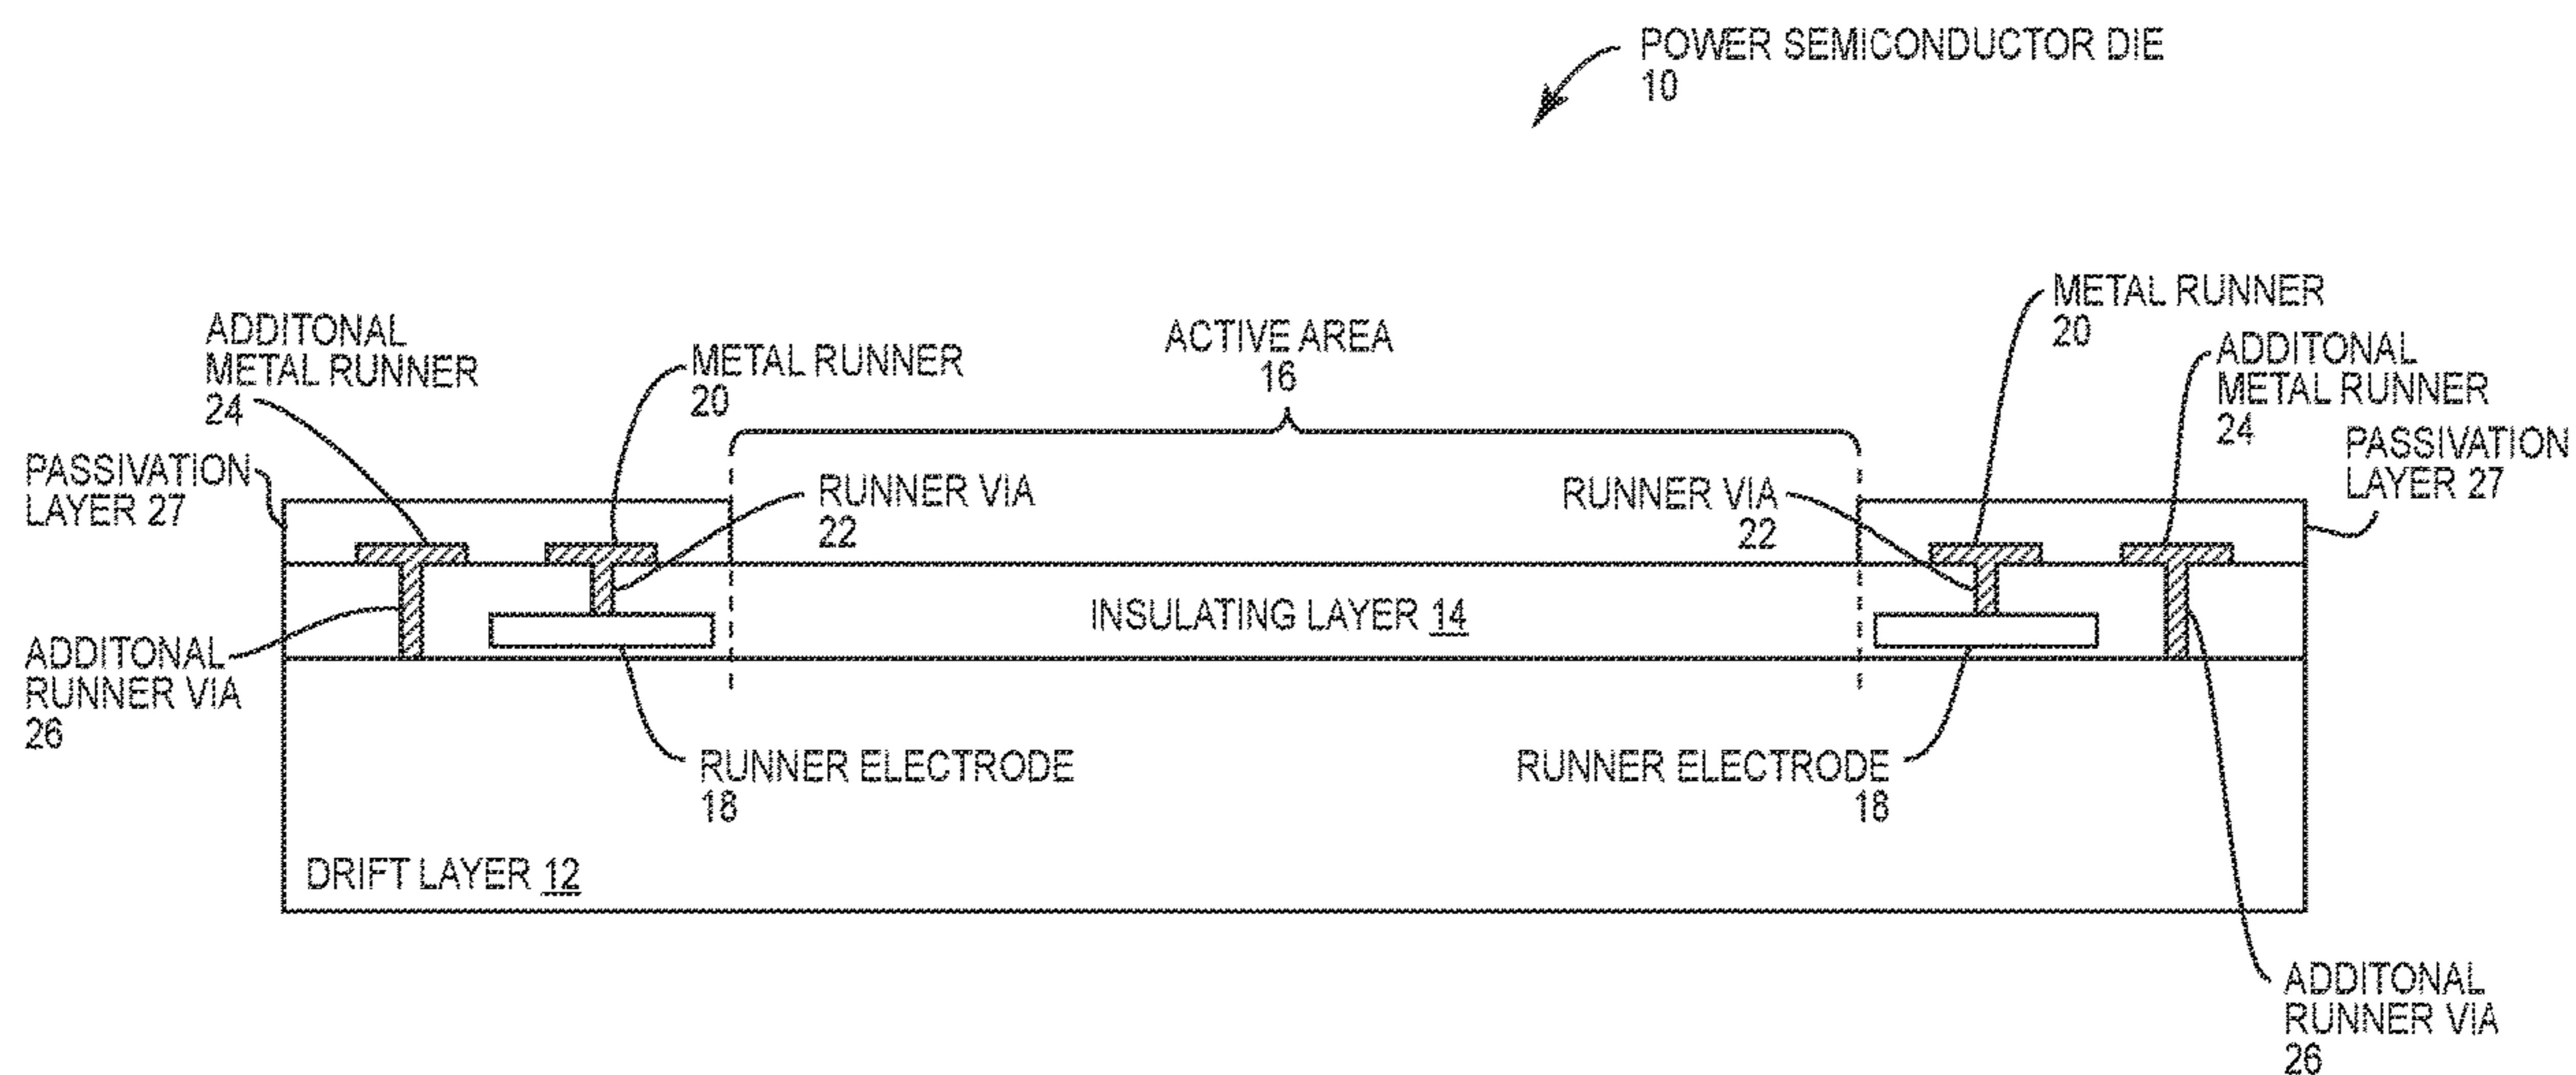 POWER SEMICONDUCTOR DIE
10
METAL RUNNER
20
ADDITONAL
METAL RUNNER
24
ADDITONAL
METAL RUNNER
24
METAL RUNNER
20
ACTIVE AREA
16
PASSIVATION
LAYER 27
PASSIVATION
LAYER 27
RUNNER VIA
22
RUNNER VIA
22
INSULATING LAYER 14
ADDITONAL
RUNNER VIA
26
RUNNER ELECTRODE
18
RUNNER ELECTRODE
18
DRIFT LAYER 12
ADDITONAL
RUNNER VIA
26